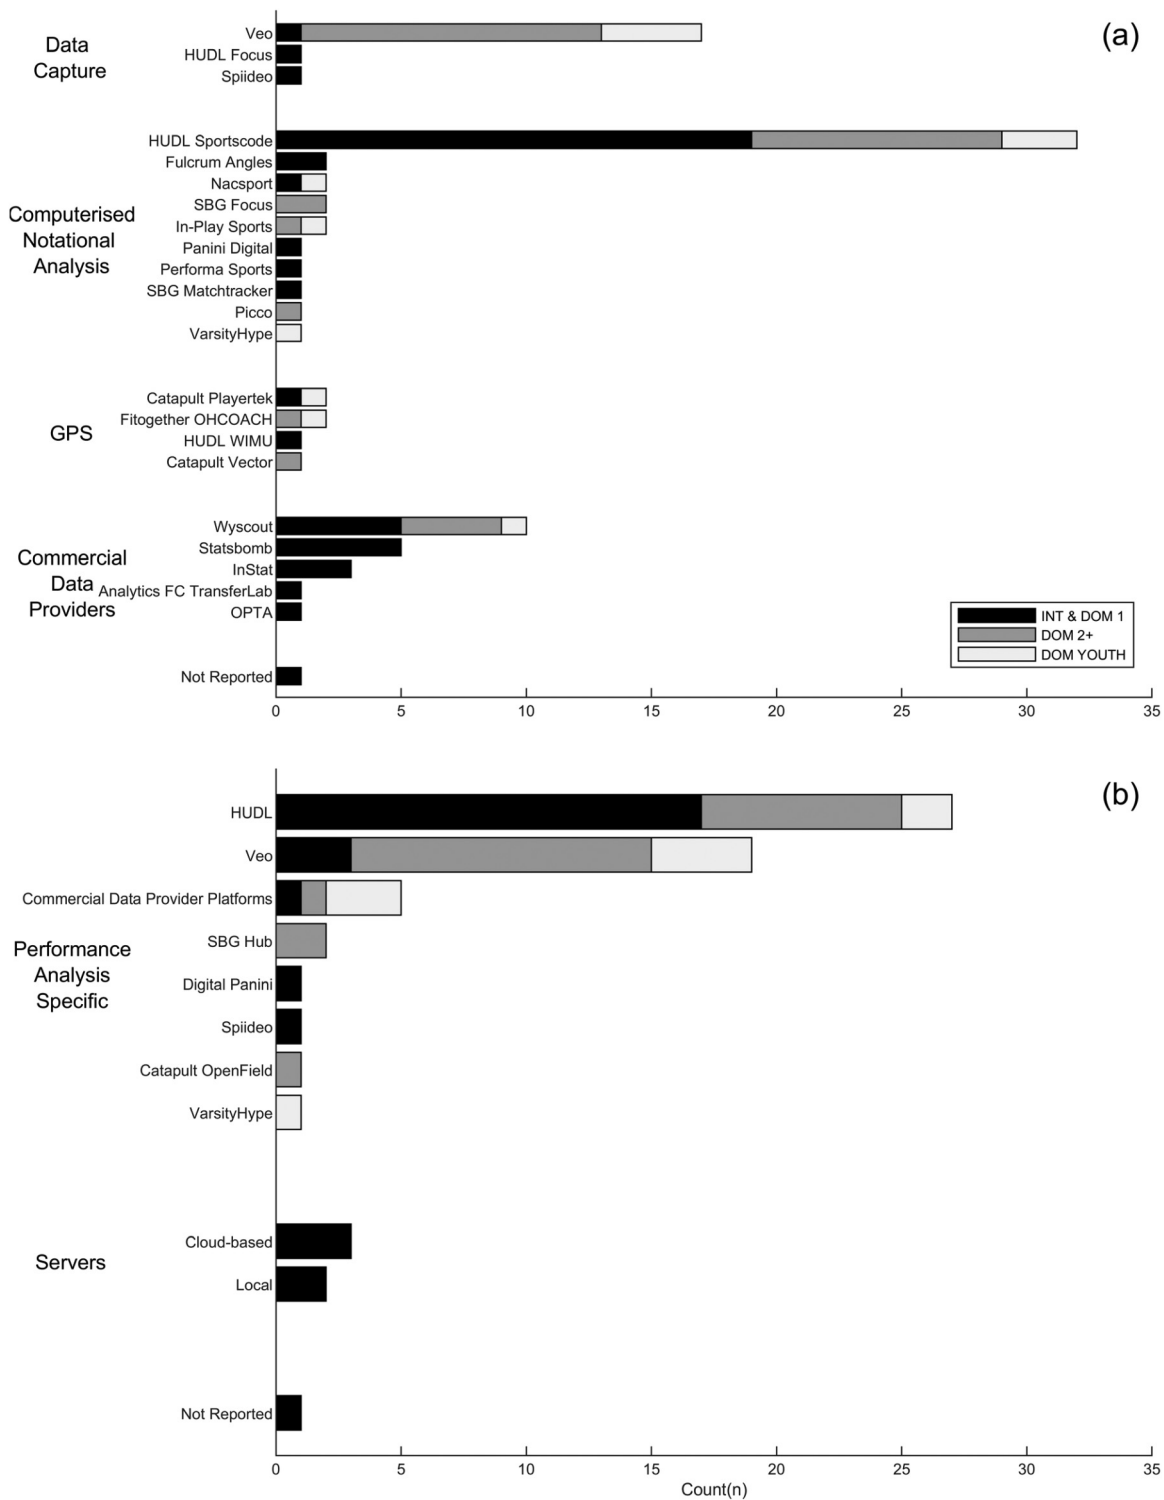 (a)
Data
Capture
Veo
HUDL Focus
Spiideo
Computerised
Notational
Analysis
HUDL Sportscode
Fulcrum Angles
Nacsport
SBG Focus
In-Play Sports
Panini Digital
Performa Sports
SBG Matchtracker
Picco
VarsityHype
GPS
Catapult Playertek
Fitogether OHCOACH
HUDL WIMU
Catapult Vector
Commercial
Data
Providers
Wyscout
Statsbomb
InStat
Analytics FC TransferLab
OPTA
Not Reported
INT & DOM 1
DOM 2+
DOM YOUTH
0 5 10 15 20 25 30 35
(b)
Performance
Analysis
Specific
HUDL
Veo
Commercial Data Provider Platforms
SBG Hub
Digital Panini
Spiideo
Catapult OpenField
VarsityHype
Servers
Cloud-based
Local
Not Reported
0 5 10 15 20 25 30 35
Count(n)